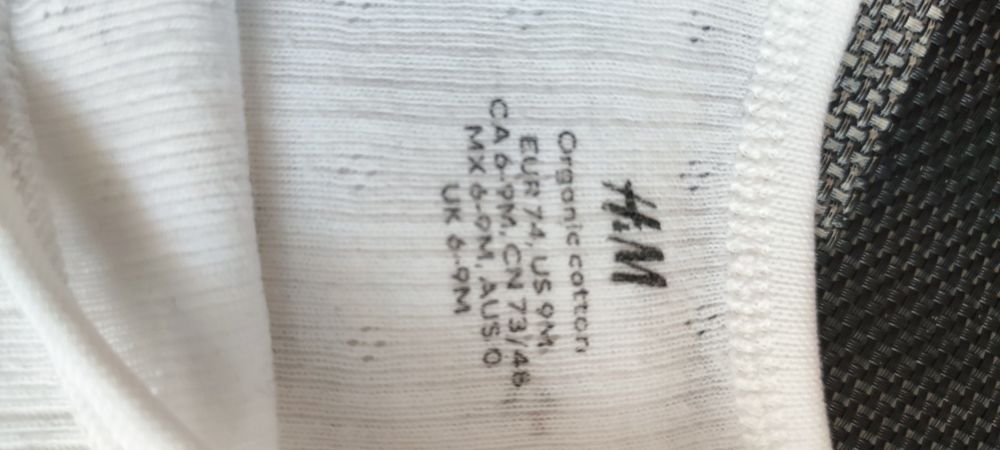 H&M
Organic cotton
EUR 74, US 9M,
CA 6-9M, CN 73/48
MX 6-9M, AUS 0
UK 6-9M